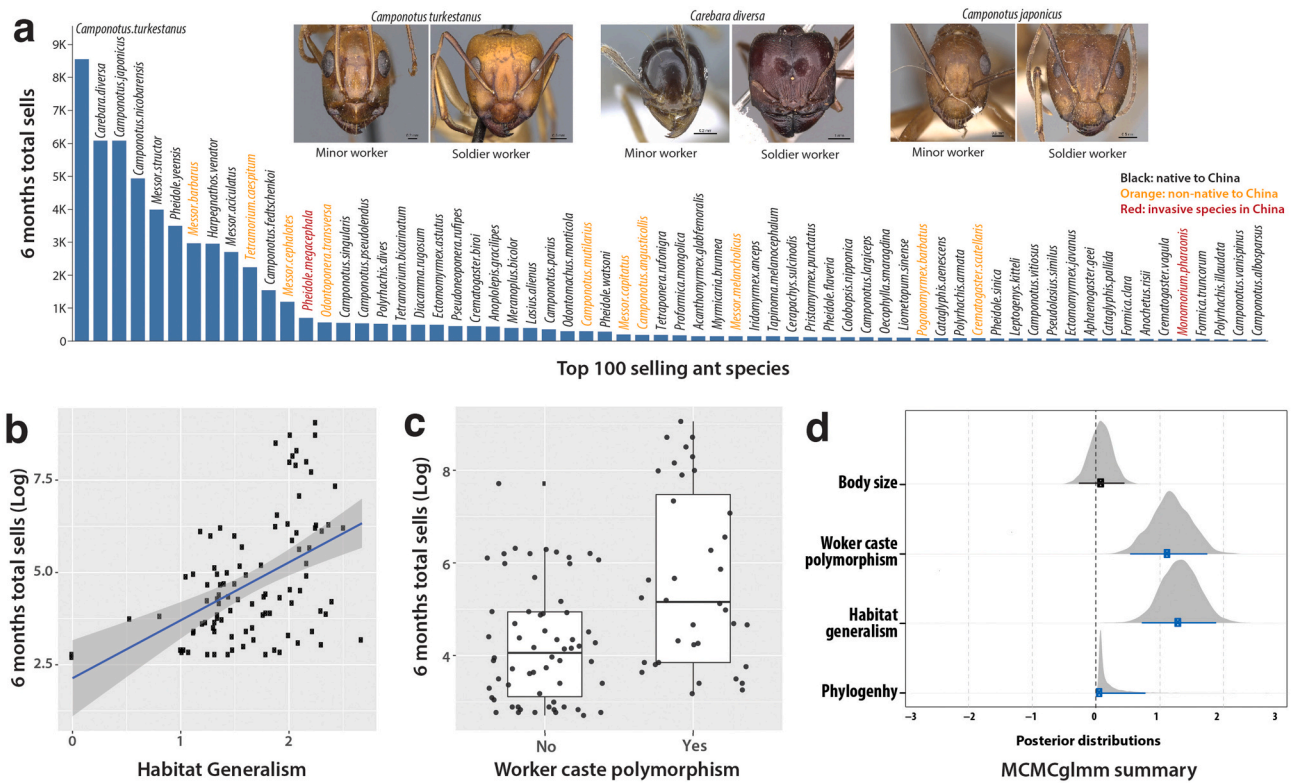 a
6 months total sells
9K
8K
7K
6K
5K
4K
3K
2K
1K
0
Camponotus.turkestanus
Carebara.diversa
Camponotus.japonicus
Camponotus.nicobarensis
Messor.structor
Pheidole.yeensis
Messor.barbarus
Harpegnathos.venator
Messor.aciculatus
Tetramorium.caespitum
Camponotus.fedtschenkoi
Messor.cephalotes
Pheidole.megacephala
Odontoponera.transversa
Camponotus.singularis
Camponotus.pseudolendus
Polyrhachis.dives
Tetramorium.bicarinatum
Diacamma.rugosum
Ectomomyrmex.astuta
Pseudoneoponera.rufipes
Crematogaster.biroi
Anoplolepis.gracilipes
Meranoplus.bicolor
Lasius.alienus
Camponotus.parius
Odontomachus.monticola
Camponotus.mutilarius
Pheidole.watsoni
Messor.capitatus
Camponotus.angusticollis
Tetraponera.rufonigra
Proformica.mongolica
Acanthomyrmex.glabfemoralis
Myrmicaria.brunnea
Messor.melancholicus
Iridomyrmex.anceps
Tapinoma.melanocephalum
Cerapachys.sulcinodis
Pristomyrmex.punctatus
Pheidole.flaveria
Colobopsis.nipponica
Camponotus.largiceps
Oecophylla.smaragdina
Liometopum.sinense
Pogonomyrmex.barbatus
Cataglyphis.aenescens
Polyrhachis.armata
Crematogaster.scutellaris
Pheidole.sinica
Leptogenys.kitteli
Camponotus.vitiosus
Pseudolasius.similus
Ectomomyrmex.javanus
Aphaenogaster.geei
Cataglyphis.pallida
Formica.clara
Anochetus.risii
Crematogaster.vagula
Monomorium.pharaonis
Formica.truncorum
Polyrhachis.illaudata
Camponotus.vanispinus
Camponotus.albosparsus
Camponotus turkestanus
Minor worker
Soldier worker
Carebara diversa
Minor worker
Soldier worker
Camponotus japonicus
Minor worker
Soldier worker
Black: native to China
Orange: non-native to China
Red: invasive species in China
Top 100 selling ant species
b
6 months total sells (Log)
7.5
5.0
2.5
0
1
2
Habitat Generalism
c
6 months total sells (Log)
8
6
4
No
Yes
Worker caste polymorphism
d
Body size
Woker caste
polymorphism
Habitat
generalism
Phylogenhy
−3
−2
−1
0
1
2
3
Posterior distributions
MCMCglmm summary